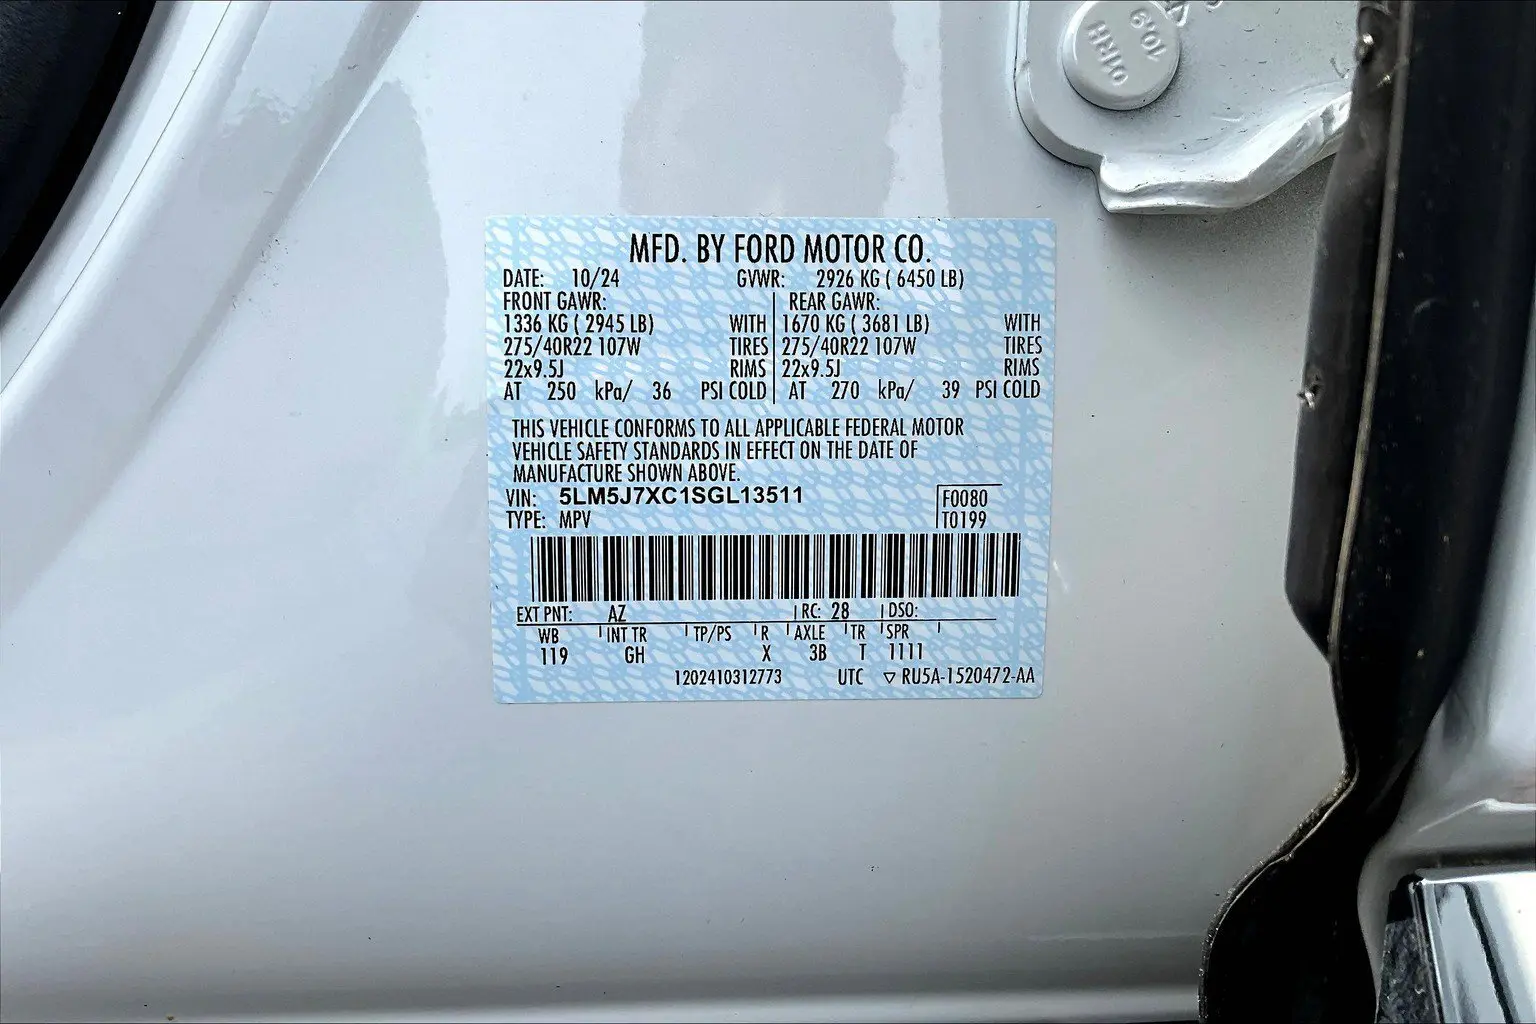 01RH
10.9
MFD. BY FORD MOTOR CO.
DATE: 10/24 GVWR: 2926 KG ( 6450 LB)
FRONT GAWR: REAR GAWR:
1336 KG ( 2945 LB) WITH 1670 KG ( 3681 LB) WITH
275/40R22 107W TIRES 275/40R22 107W TIRES
22x9.5J RIMS 22x9.5J RIMS
AT 250 kPa/ 36 PSI COLD AT 270 kPa/ 39 PSI COLD
THIS VEHICLE CONFORMS TO ALL APPLICABLE FEDERAL MOTOR
VEHICLE SAFETY STANDARDS IN EFFECT ON THE DATE OF
MANUFACTURE SHOWN ABOVE.
VIN: 5LM5J7XC1SGL13511 F0080
TYPE: MPV T0199
EXT PNT: AZ RC: 28 DSO:
WB INT TR TP/PS R AXLE TR SPR
119 GH X 3B T 1111
1202410312773 UTC ▽ RU5A-1520472-AA